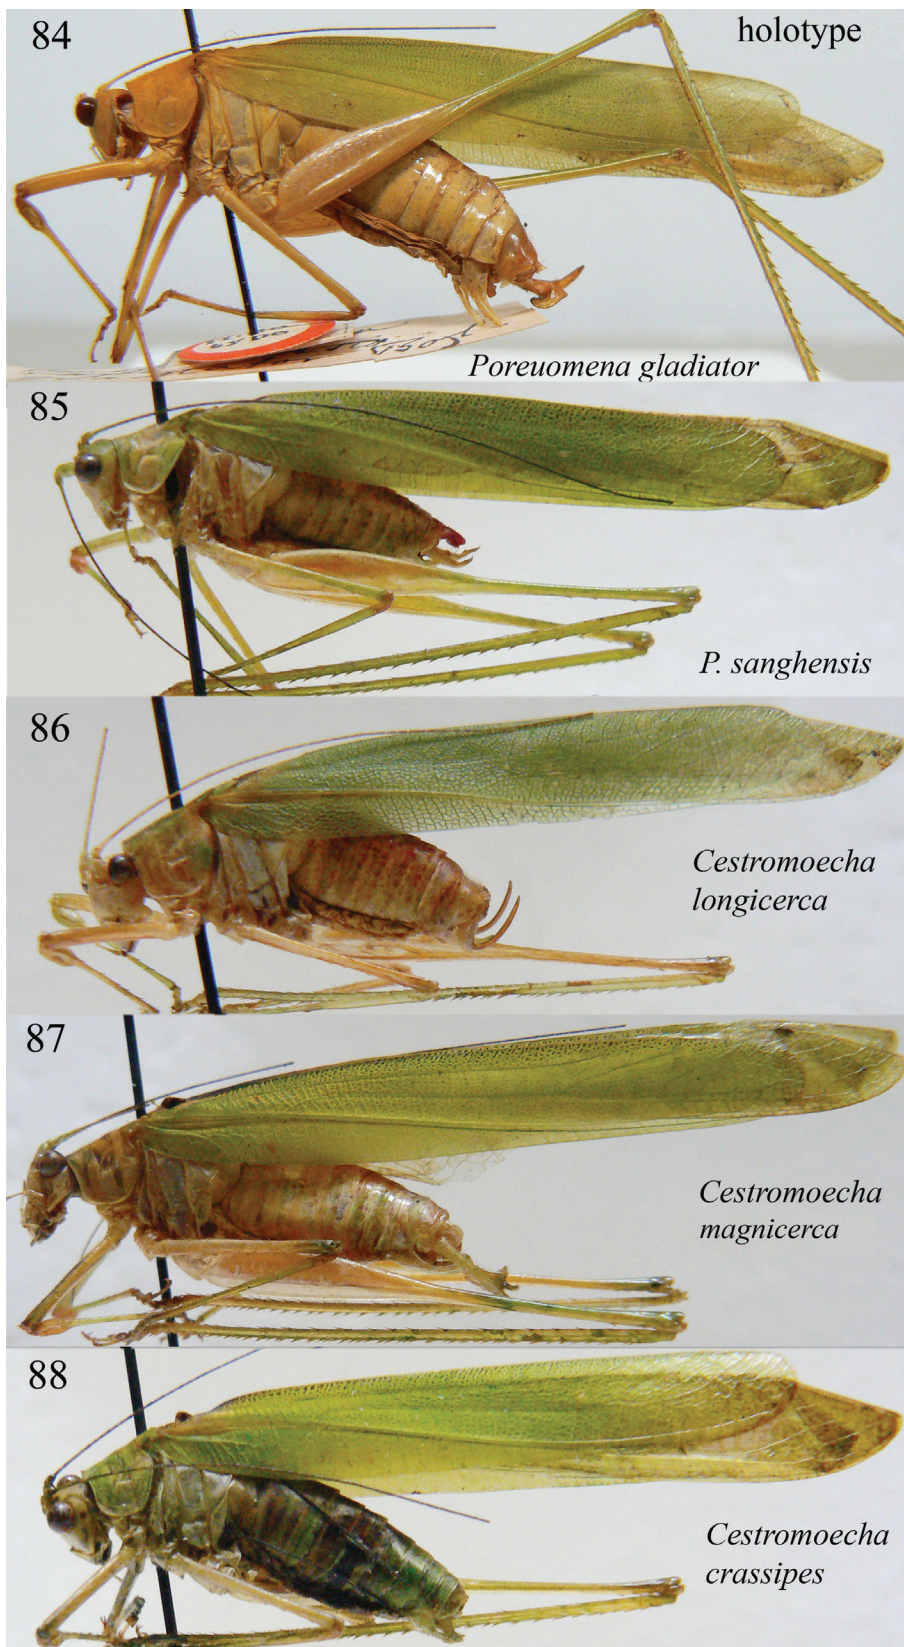 84
holotype
Poreuomena gladiator
85
P. sanghensis
86
Cestromoecha
longicerca
87
Cestromoecha
magnicerca
88
Cestromoecha
crassipes